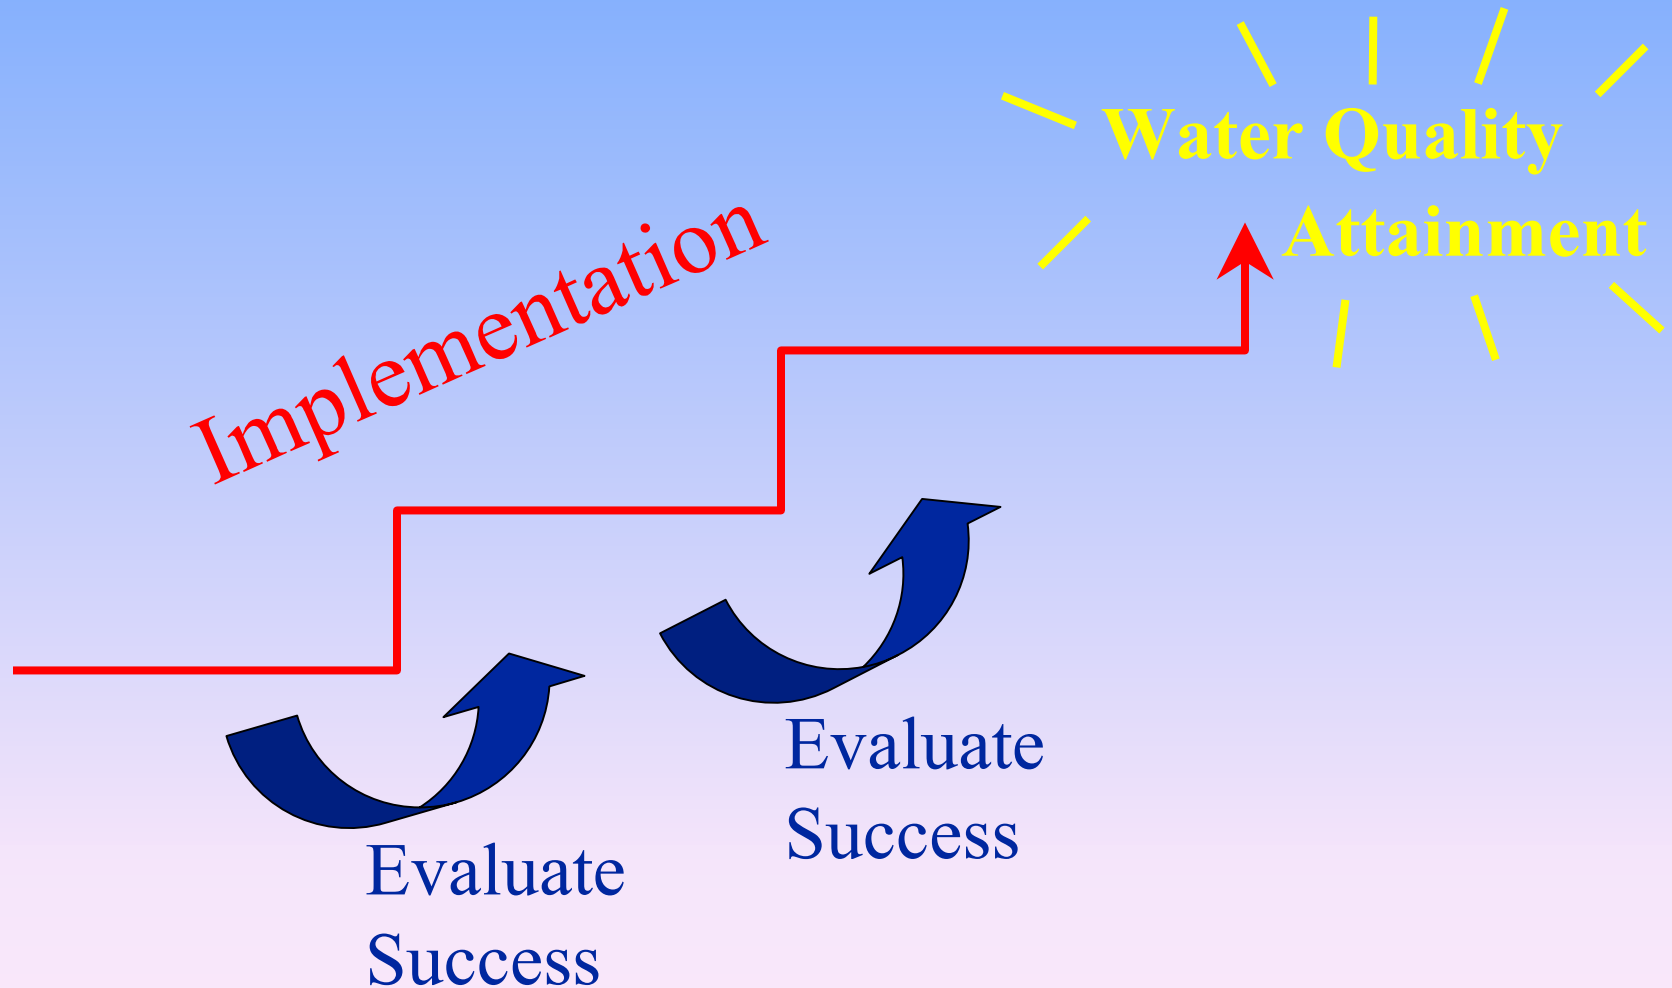 Water Quality
Attainment
Implementation
Evaluate
Success
Evaluate
Success